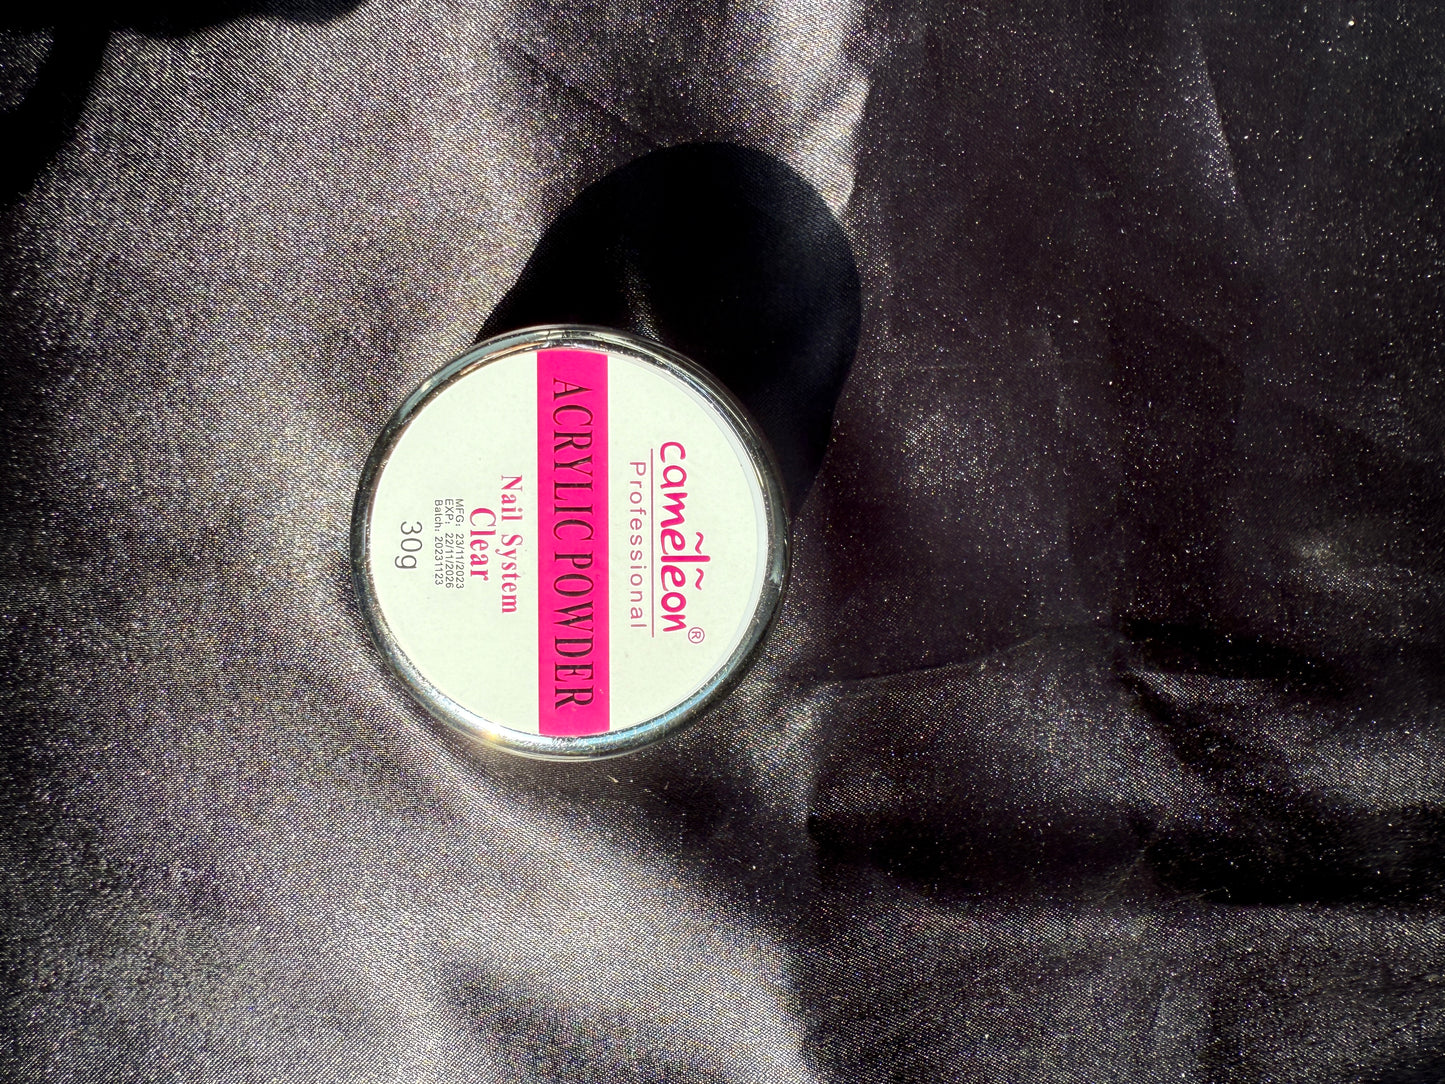 cameleon®
Professional
ACRYLIC POWDER
Nail System
Clear
MFG: 23/11/2023
EXP: 22/11/2026
Batch: 20231123
30g